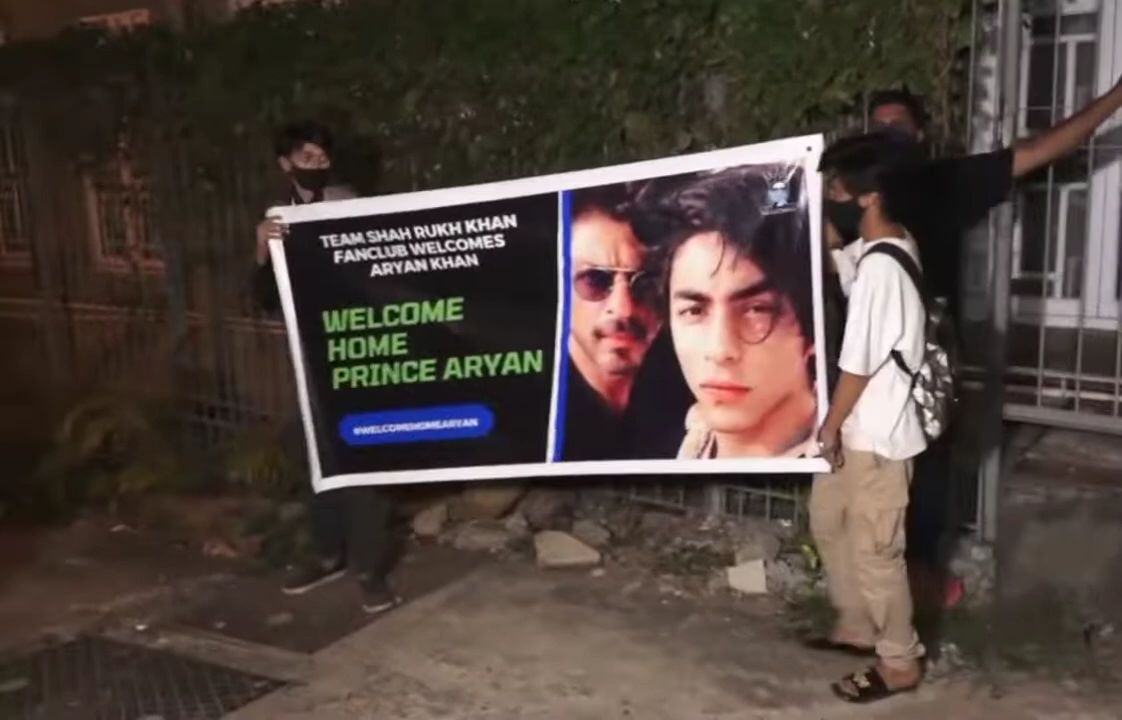 TEAM SHAH RUKH KHAN
FANCLUB WELCOMES
ARYAN KHAN
WELCOME
HOME
PRINCE ARYAN
#WELCOMEHOMEARYAN